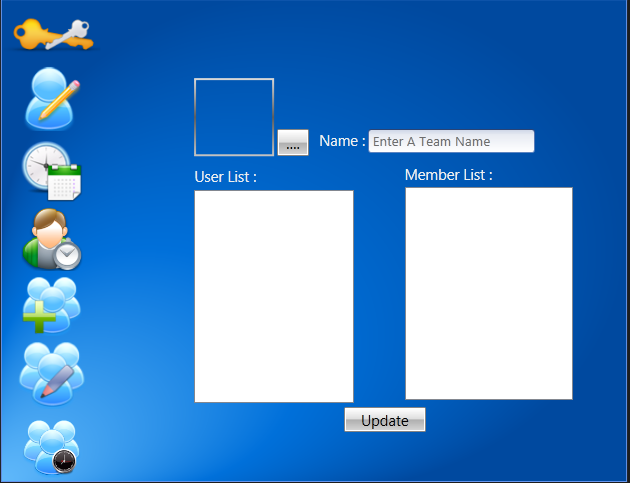 ....
Name :
Enter A Team Name
User List :
Member List :
Update